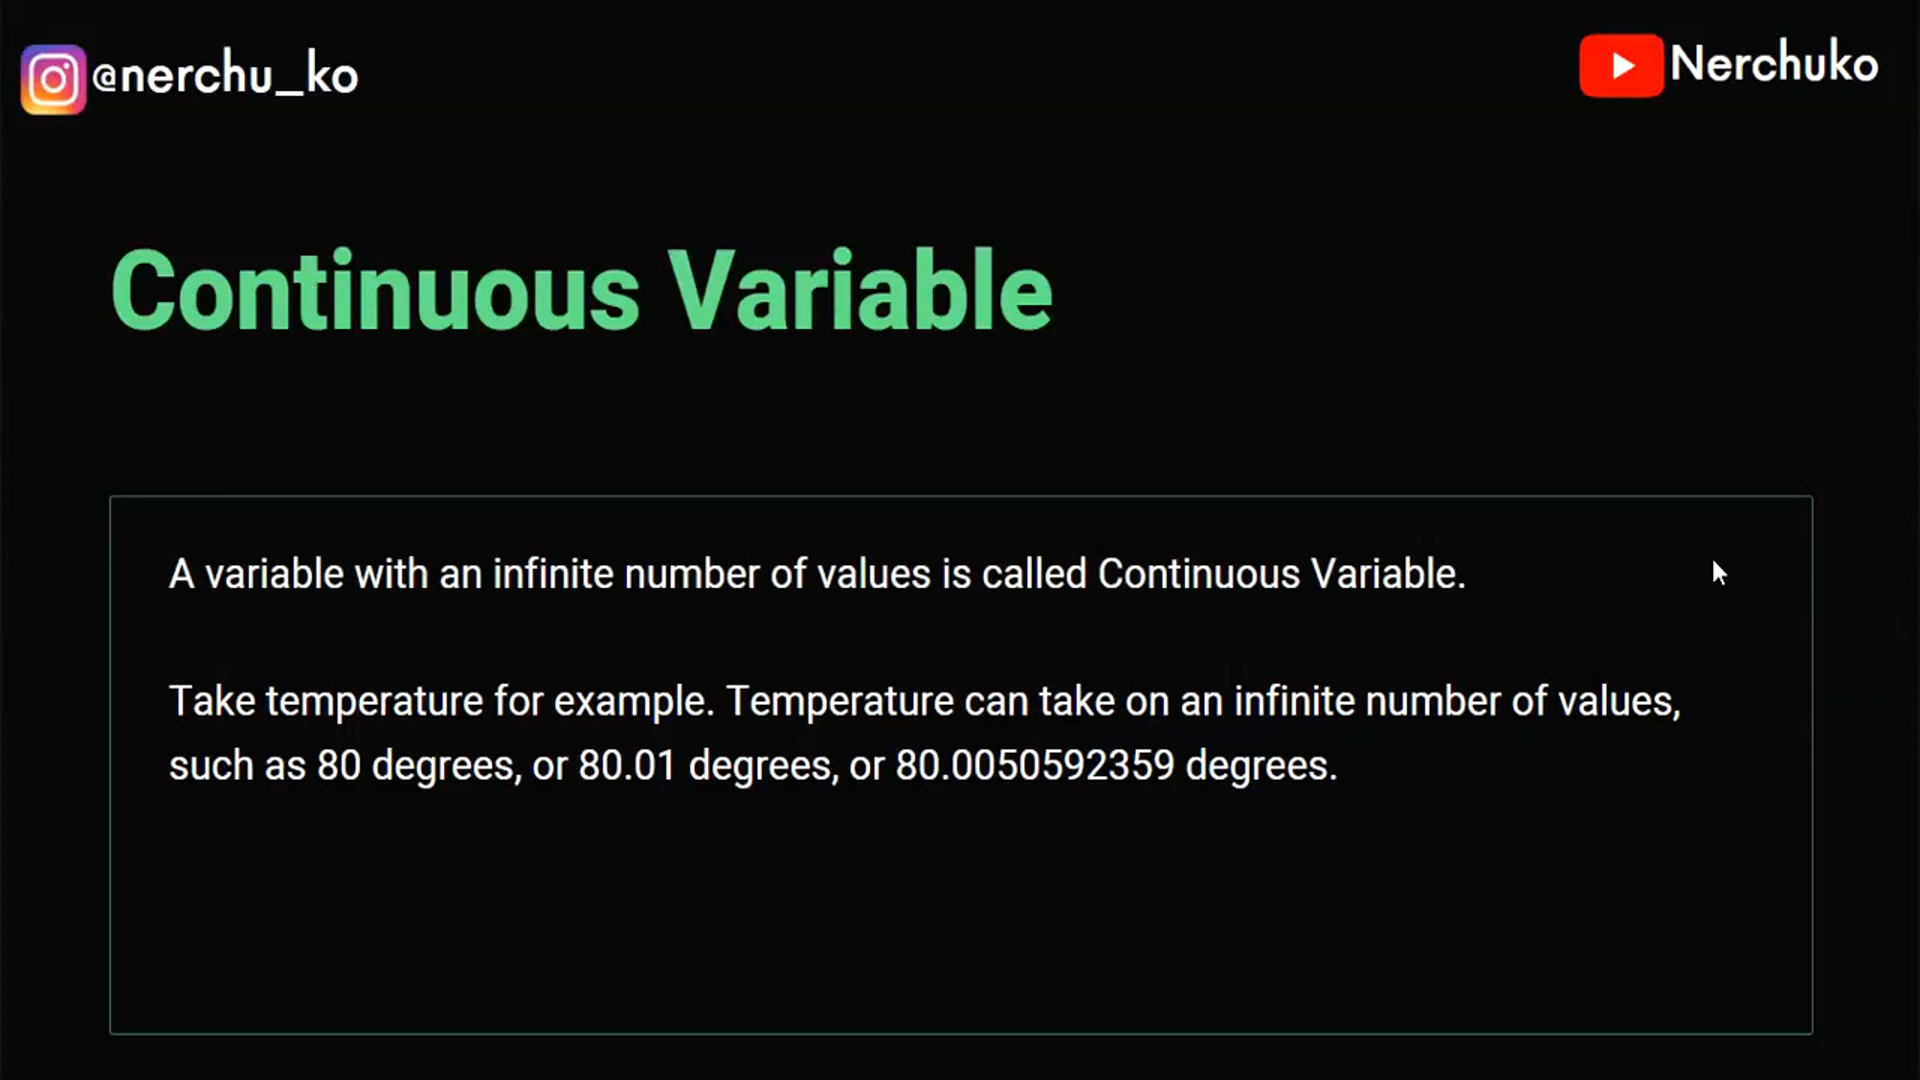 @nerchu_ko
Nerchuko
Continuous Variable
A variable with an infinite number of values is called Continuous Variable.
Take temperature for example. Temperature can take on an infinite number of values,
such as 80 degrees, or 80.01 degrees, or 80.0050592359 degrees.